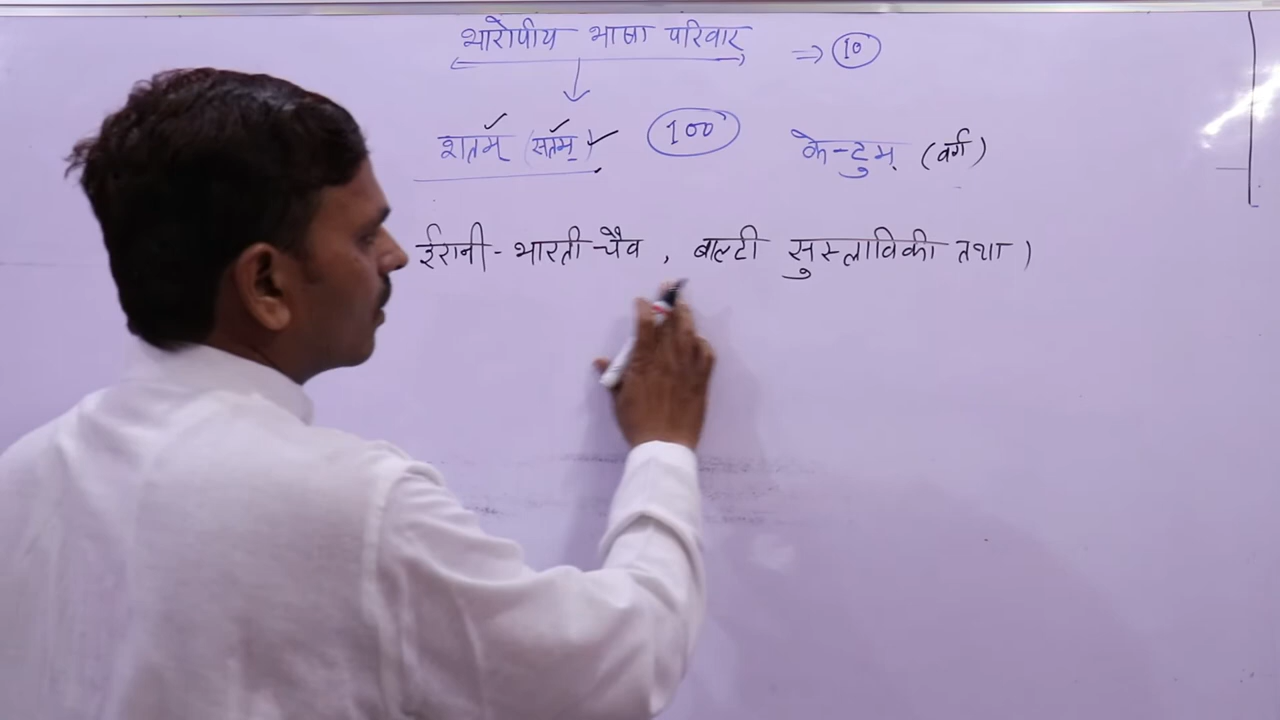 भारोपीय भाषा परिवार => 10
शतम् (सतम्) 100 केन्टुम् (वर्ग)
ईरानी - भारती चैव , बाल्टी सुस्लाविकी तथा ।